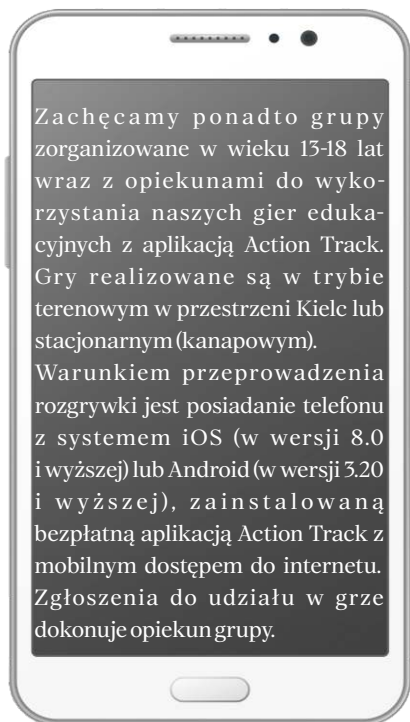 Zachęcamy ponadto grupy
zorganizowane w wieku 13-18 lat
wraz z opiekunami do wyko-
rzystania naszych gier eduka-
cyjnych z aplikacją Action Track.
Gry realizowane są w trybie
terenowym w przestrzeni Kielc lub
stacjonarnym (kanapowym).
Warunkiem przeprowadzenia
rozgrywki jest posiadanie telefonu
z systemem iOS (w wersji 8.0
i wyższej) lub Android (w wersji 3.20
i wyższej), zainstalowaną
bezpłatną aplikacją Action Track z
mobilnym dostępem do internetu.
Zgłoszenia do udziału w grze
dokonuje opiekun grupy.